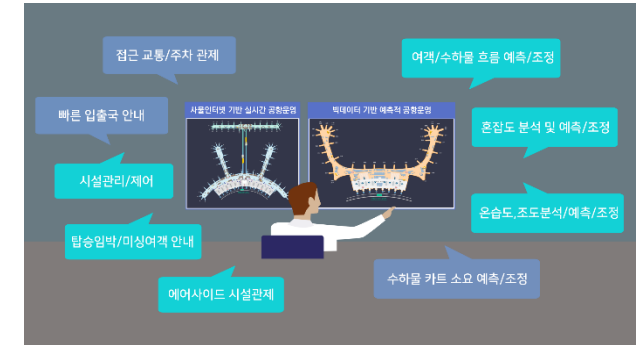 접근 교통/주차 관제
여객/수하물 흐름 예측/조정
사물인터넷 기반 실시간 공항운영
빅데이터 기반 예측적 공항운영
빠른 입출국 안내
혼잡도 분석 및 예측/조정
시설관리/제어
온습도,조도분석/예측/조정
탑승임박/미싱여객 안내
수하물 카트 소요 예측/조정
에어사이드 시설관제